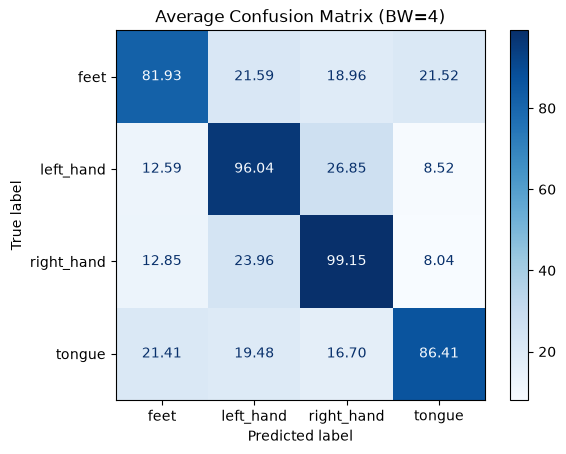 Average Confusion Matrix (BW=4)
True label
feet 81.93 21.59 18.96 21.52
left_hand 12.59 96.04 26.85 8.52
right_hand 12.85 23.96 99.15 8.04
tongue 21.41 19.48 16.70 86.41
feet left_hand right_hand tongue
Predicted label
80
60
40
20